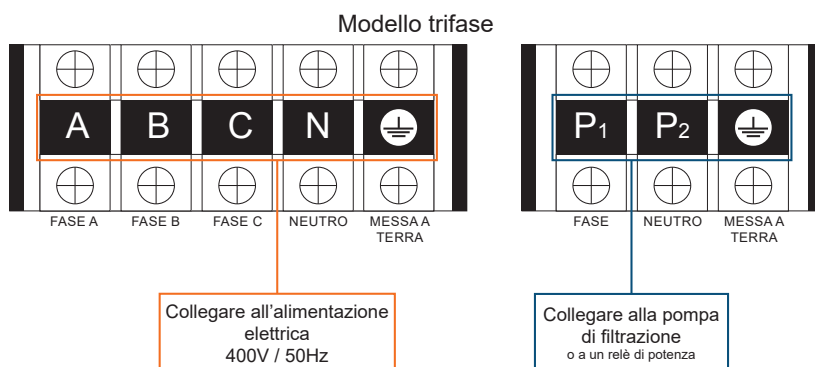 Modello trifase
A B C N
P1 P2
FASE A FASE B FASE C NEUTRO MESSA A
TERRA
FASE NEUTRO MESSA A
TERRA
Collegare all’alimentazione
elettrica
400V / 50Hz
Collegare alla pompa
di filtrazione
o a un relè di potenza